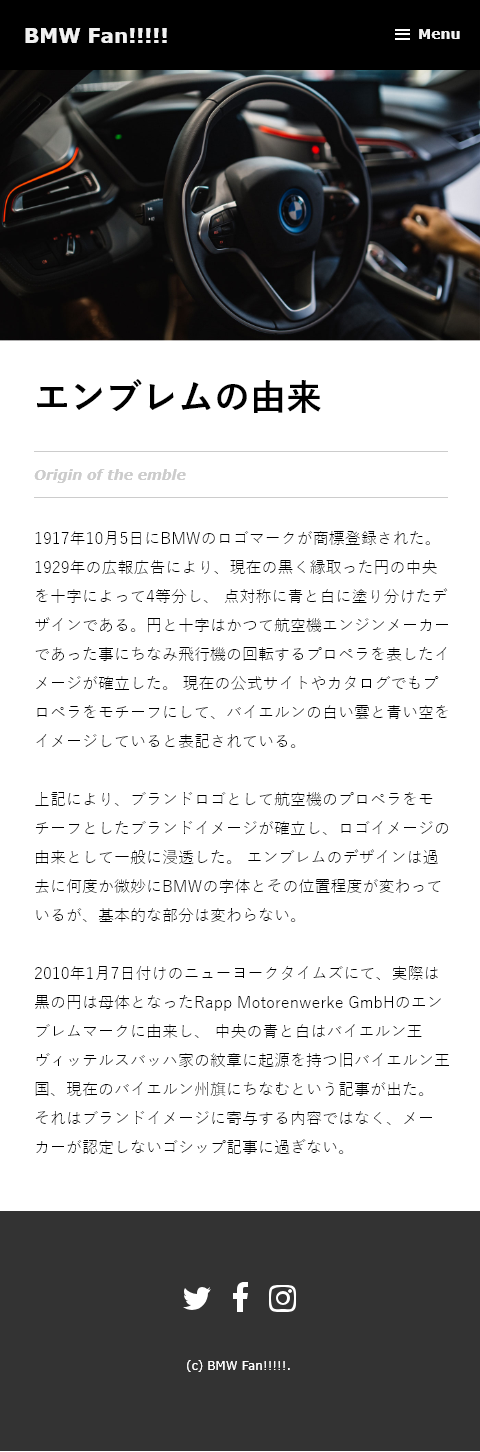 BMW Fan!!!!!
Menu
エンブレムの由来
Origin of the emble
1917年10月5日にBMWのロゴマークが商標登録された。
1929年の広報広告により、現在の黒く縁取った円の中央
を十字によって4等分し、 点対称に青と白に塗り分けたデ
ザインである。円と十字はかつて航空機エンジンメーカー
であった事にちなみ飛行機の回転するプロペラを表したイ
メージが確立した。 現在の公式サイトやカタログでもプ
ロペラをモチーフにして、バイエルンの白い雲と青い空を
イメージしていると表記されている。
上記により、ブランドロゴとして航空機のプロペラをモ
チーフとしたブランドイメージが確立し、ロゴイメージの
由来として一般に浸透した。 エンブレムのデザインは過
去に何度か微妙にBMWの字体とその位置程度が変わって
いるが、基本的な部分は変わらない。
2010年1月7日付けのニューヨークタイムズにて、実際は
黒の円は母体となったRapp Motorenwerke GmbHのエン
ブレムマークに由来し、 中央の青と白はバイエルン王
ヴィッテルスバッハ家の紋章に起源を持つ旧バイエルン王
国、現在のバイエルン州旗にちなむという記事が出た。
それはブランドイメージに寄与する内容ではなく、メー
カーが認定しないゴシップ記事に過ぎない。
(c) BMW Fan!!!!!.